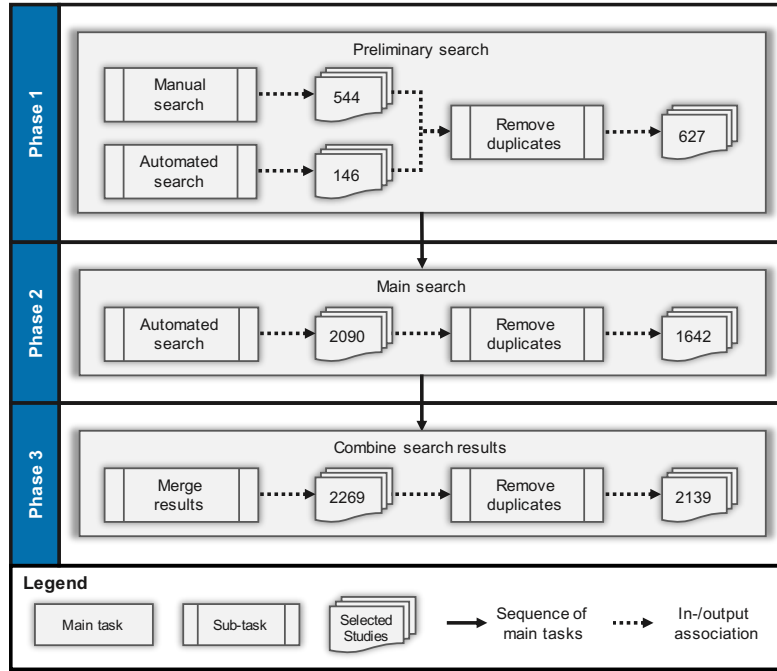 Phase 1
Preliminary search
Manual
search
544
Automated
search
146
Remove
duplicates
627
Phase 2
Main search
Automated
search
2090
Remove
duplicates
1642
Phase 3
Combine search results
Merge
results
2269
Remove
duplicates
2139
Legend
Main task
Sub-task
Selected
Studies
Sequence of
main tasks
In-/output
association